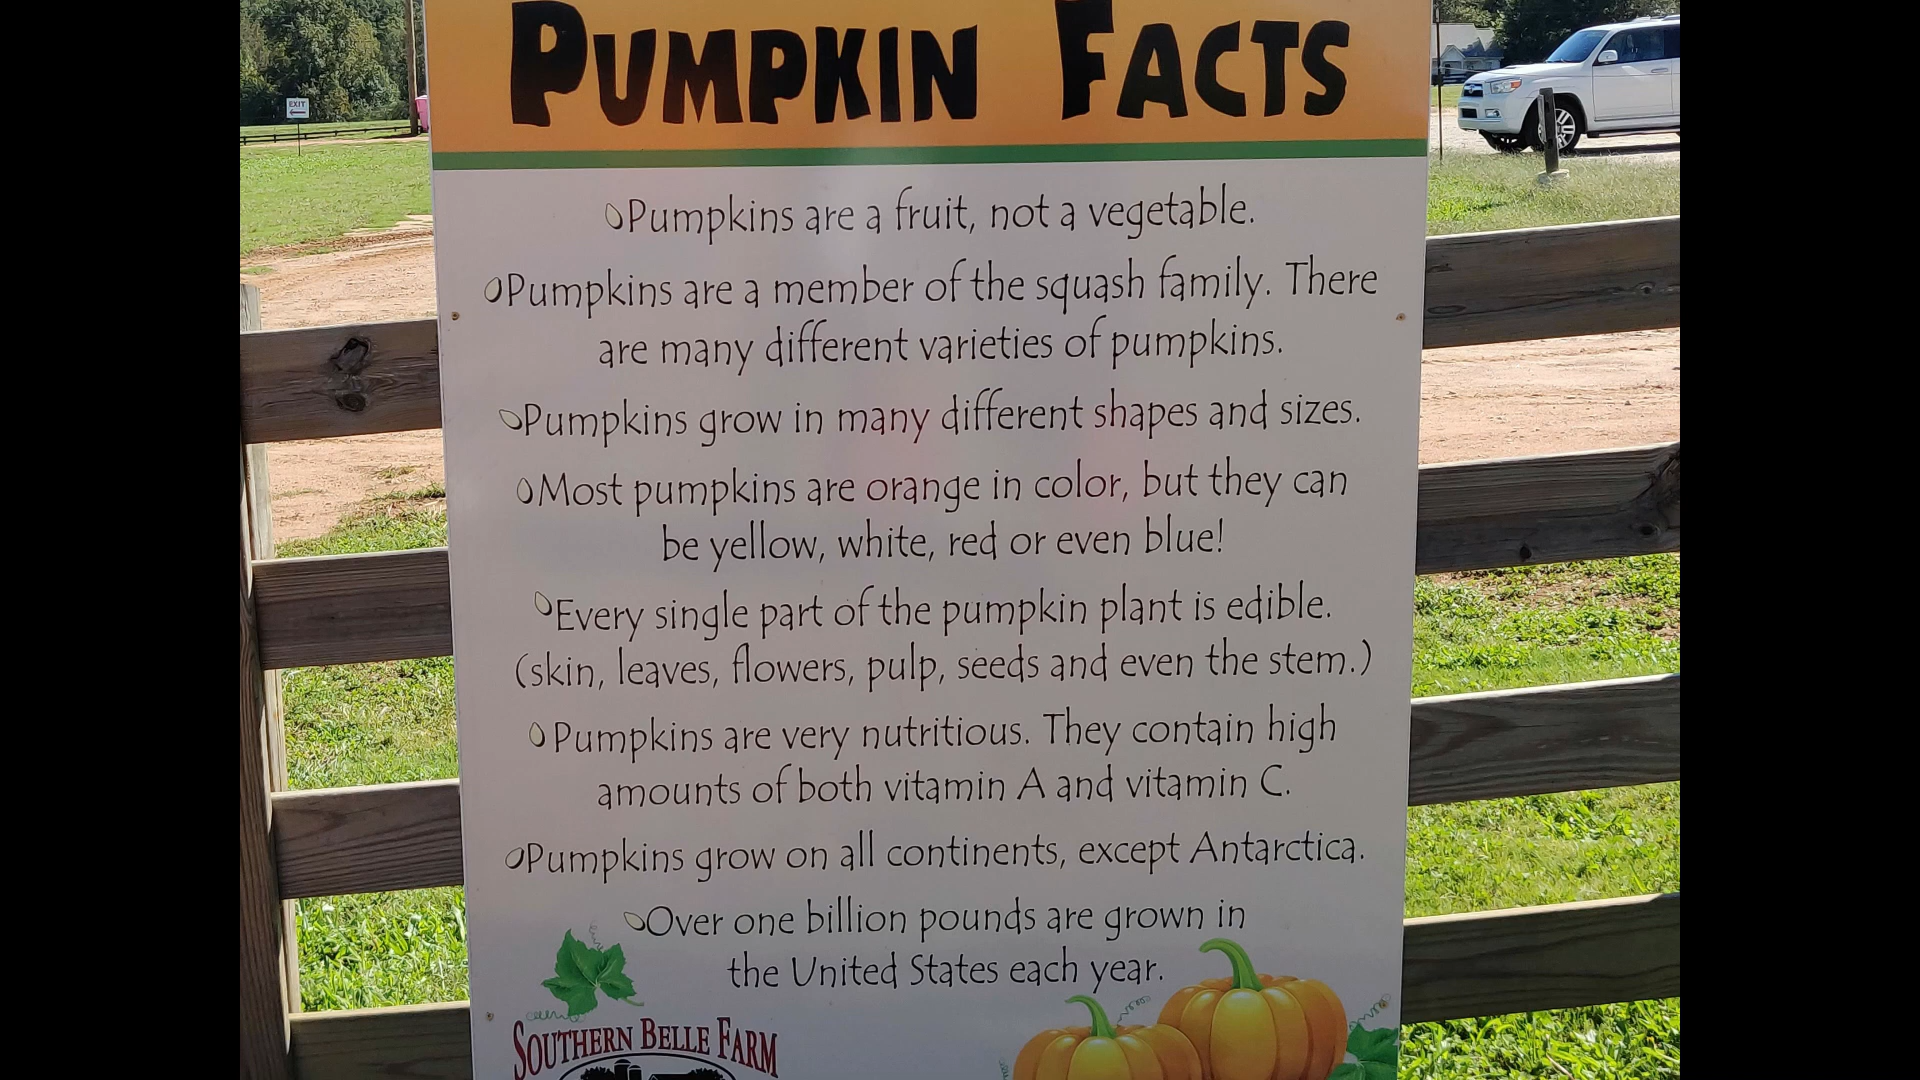 EXIT
PUMPKIN FACTS
Pumpkins are a fruit, not a vegetable.
Pumpkins are a member of the squash family. There
are many different varieties of pumpkins.
Pumpkins grow in many different shapes and sizes.
Most pumpkins are orange in color, but they can
be yellow, white, red or even blue!
Every single part of the pumpkin plant is edible.
(skin, leaves, flowers, pulp, seeds and even the stem.)
Pumpkins are very nutritious. They contain high
amounts of both vitamin A and vitamin C.
Pumpkins grow on all continents, except Antarctica.
Over one billion pounds are grown in
the United States each year.
SOUTHERN BELLE FARM